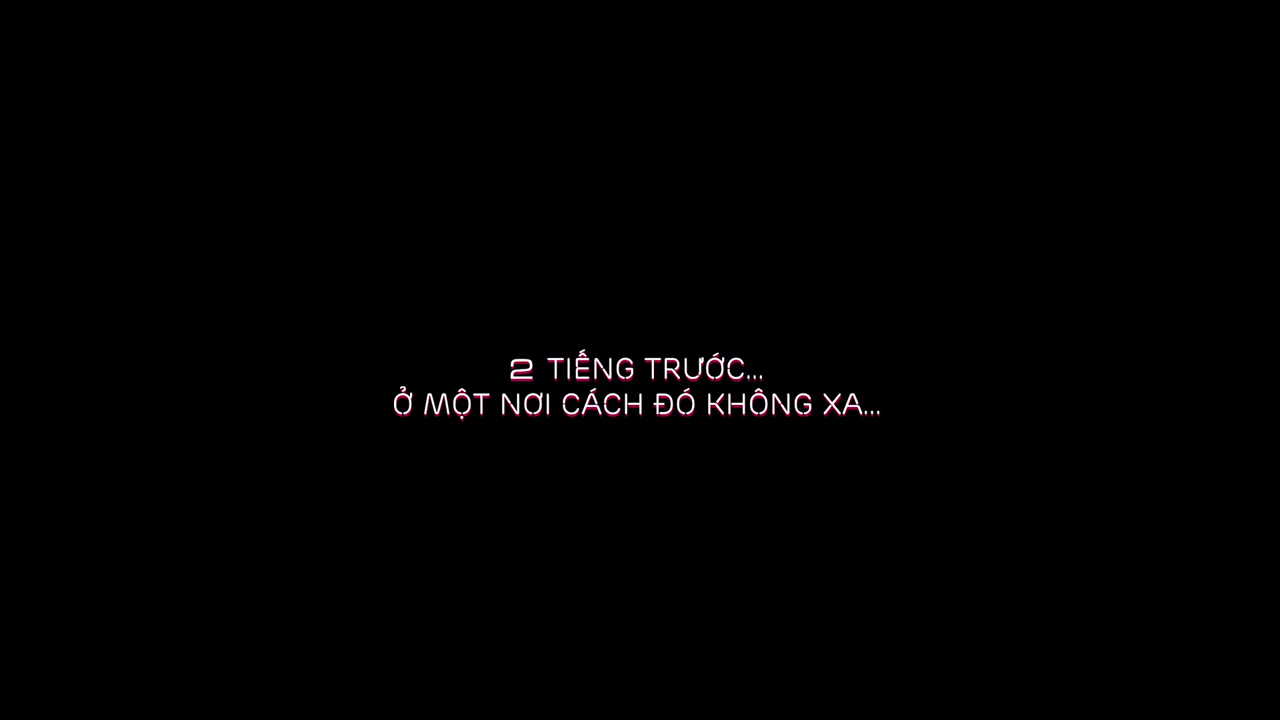 2 TIẾNG TRƯỚC...
Ở MỘT NƠI CÁCH ĐÓ KHÔNG XA...